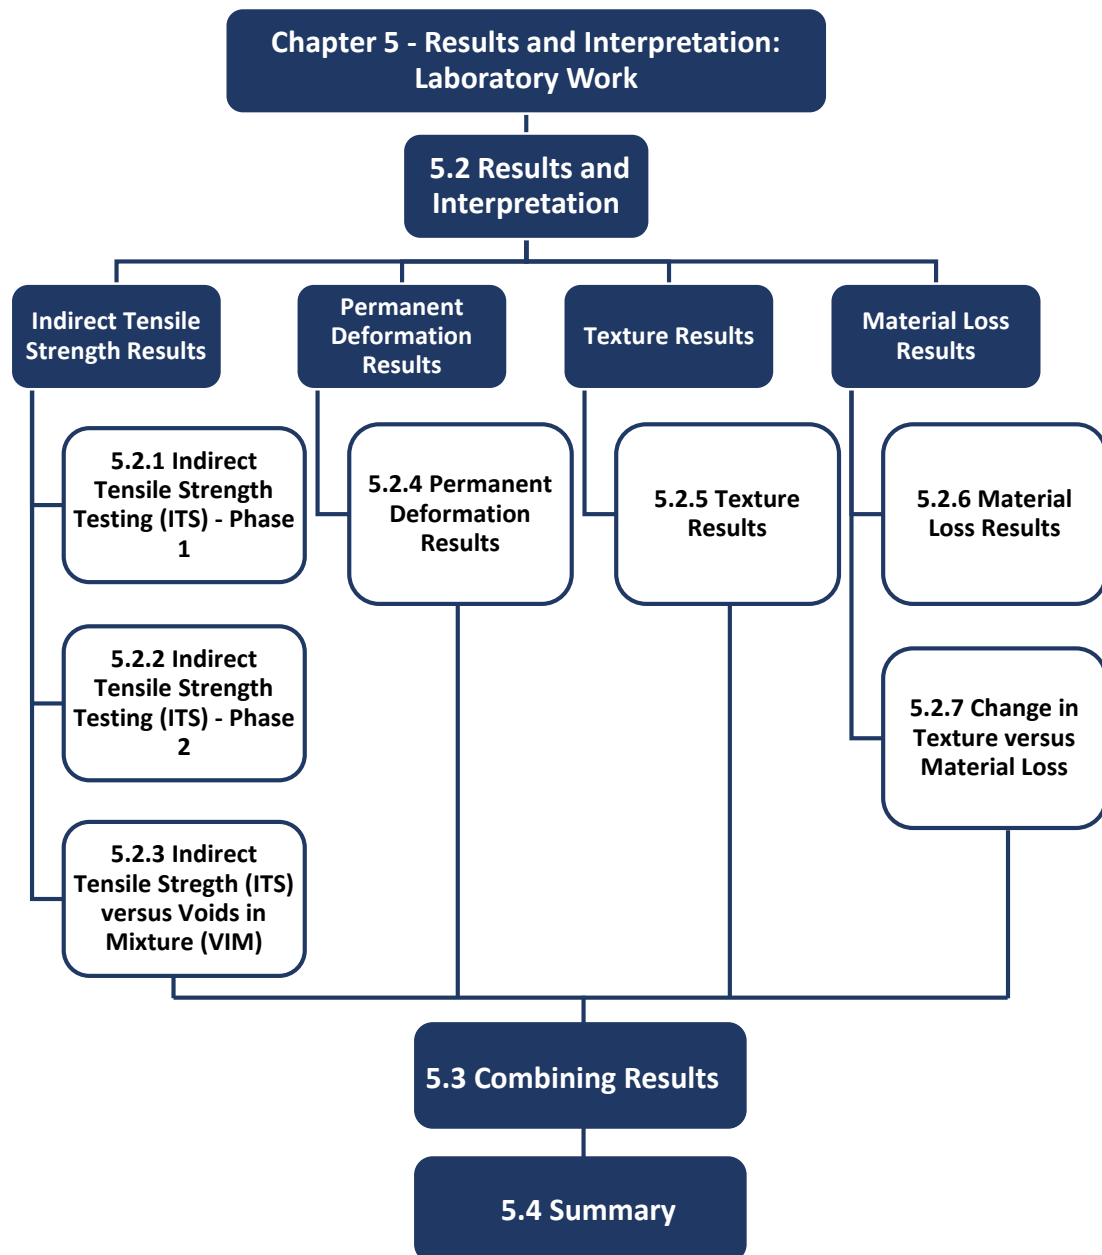 Chapter 5 - Results and Interpretation:
Laboratory Work
5.2 Results and
Interpretation
Indirect Tensile
Strength Results
Permanent
Deformation
Results
Texture Results
Material Loss
Results
5.2.1 Indirect
Tensile Strength
Testing (ITS) - Phase
1
5.2.4 Permanent
Deformation
Results
5.2.5 Texture
Results
5.2.6 Material
Loss Results
5.2.2 Indirect
Tensile Strength
Testing (ITS) - Phase
2
5.2.7 Change in
Texture versus
Material Loss
5.2.3 Indirect
Tensile Stregth (ITS)
versus Voids in
Mixture (VIM)
5.3 Combining Results
5.4 Summary